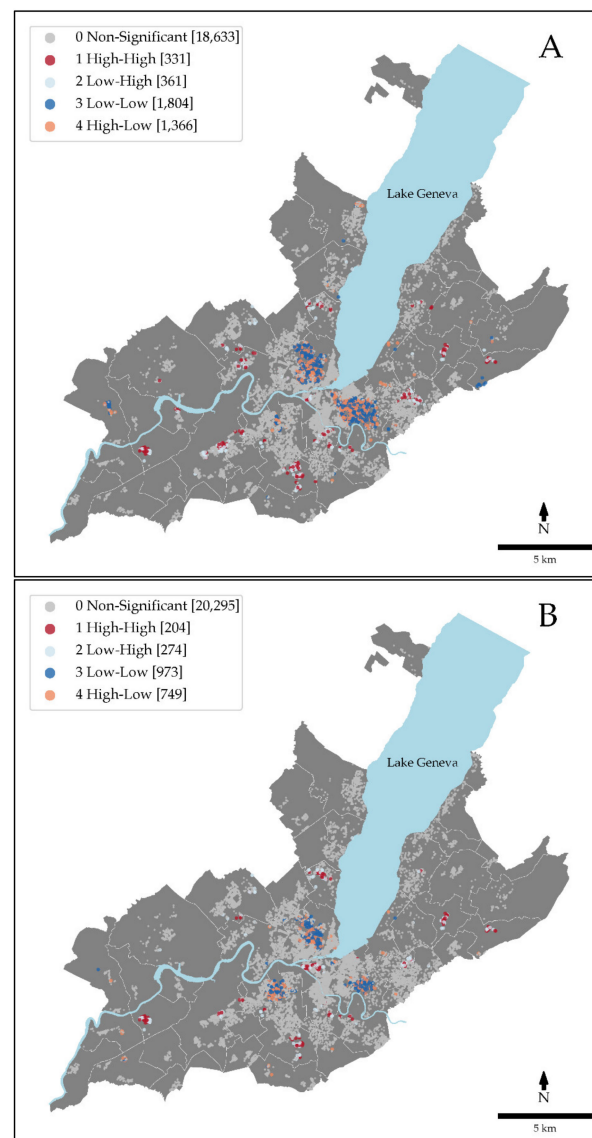 A
0 Non-Significant [18,633]
1 High-High [331]
2 Low-High [361]
3 Low-Low [1,804]
4 High-Low [1,366]
Lake Geneva
N
5 km
B
0 Non-Significant [20,295]
1 High-High [204]
2 Low-High [274]
3 Low-Low [973]
4 High-Low [749]
Lake Geneva
N
5 km